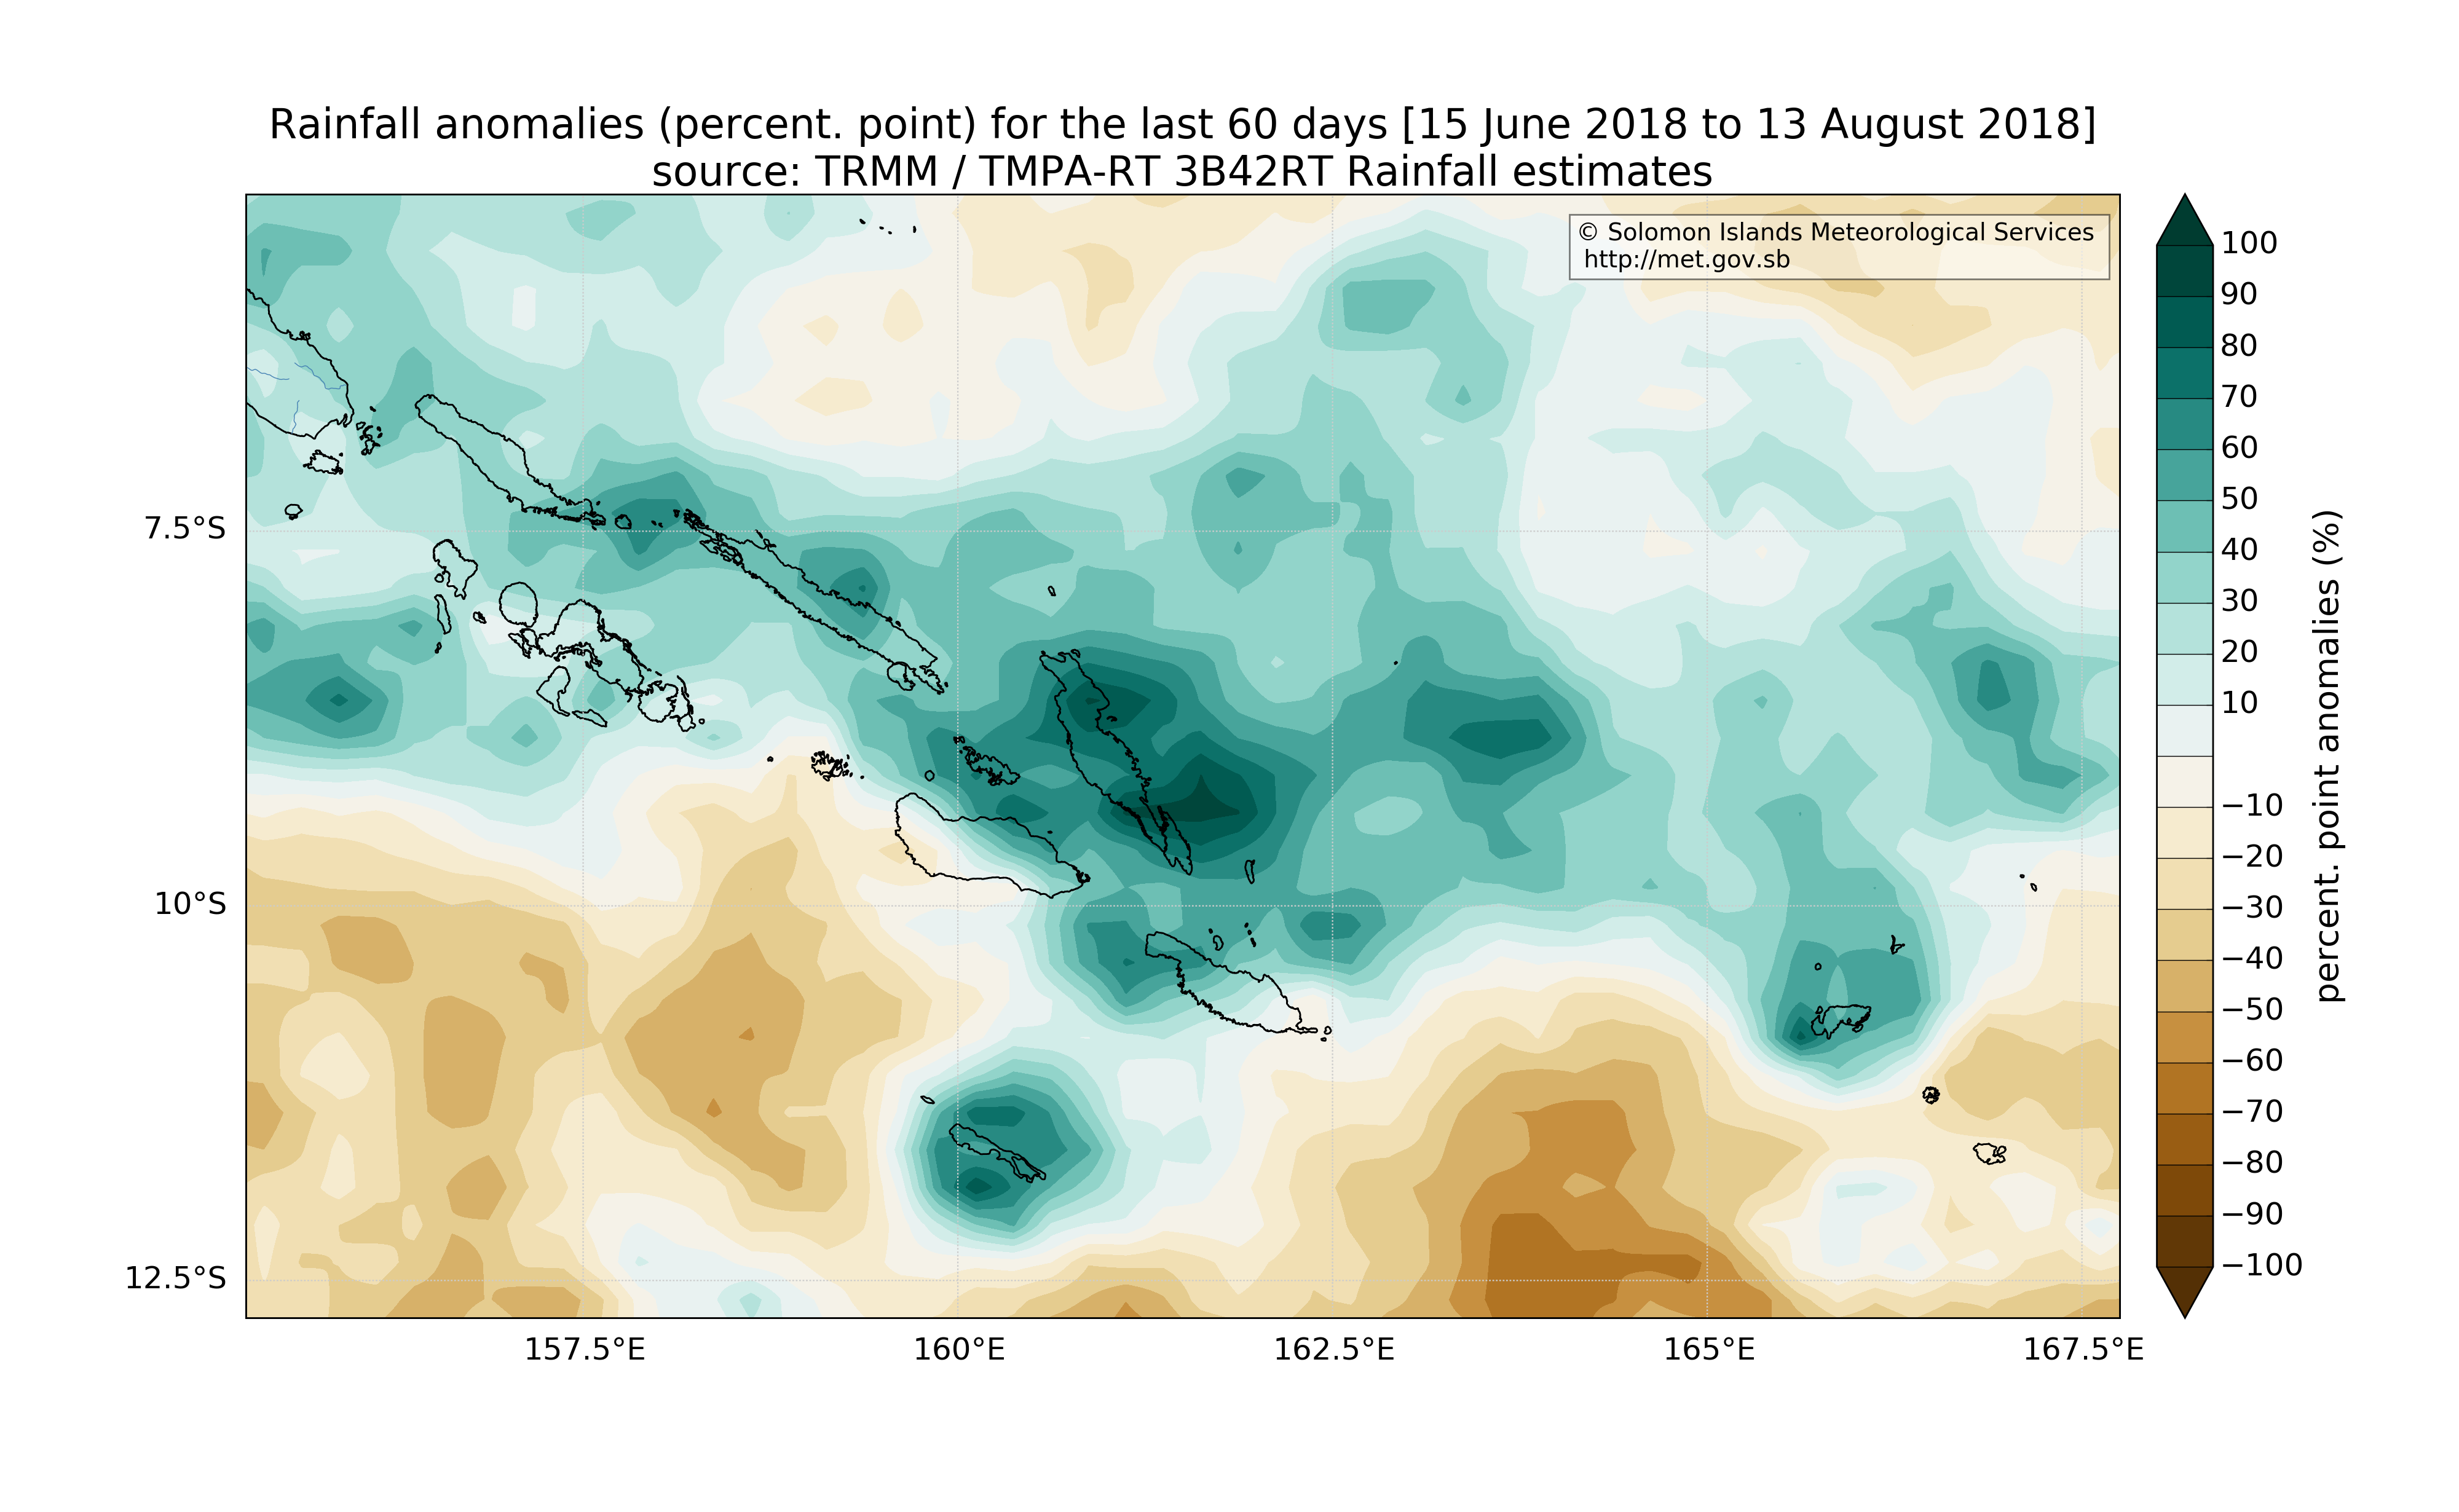 Rainfall anomalies (percent. point) for the last 60 days [15 June 2018 to 13 August 2018]
source: TRMM / TMPA-RT 3B42RT Rainfall estimates
© Solomon Islands Meteorological Services
http://met.gov.sb
7.5°S
10°S
12.5°S
157.5°E
160°E
162.5°E
165°E
167.5°E
100
90
80
70
60
50
40
30
20
10
−10
−20
−30
−40
−50
−60
−70
−80
−90
−100
percent. point anomalies (%)